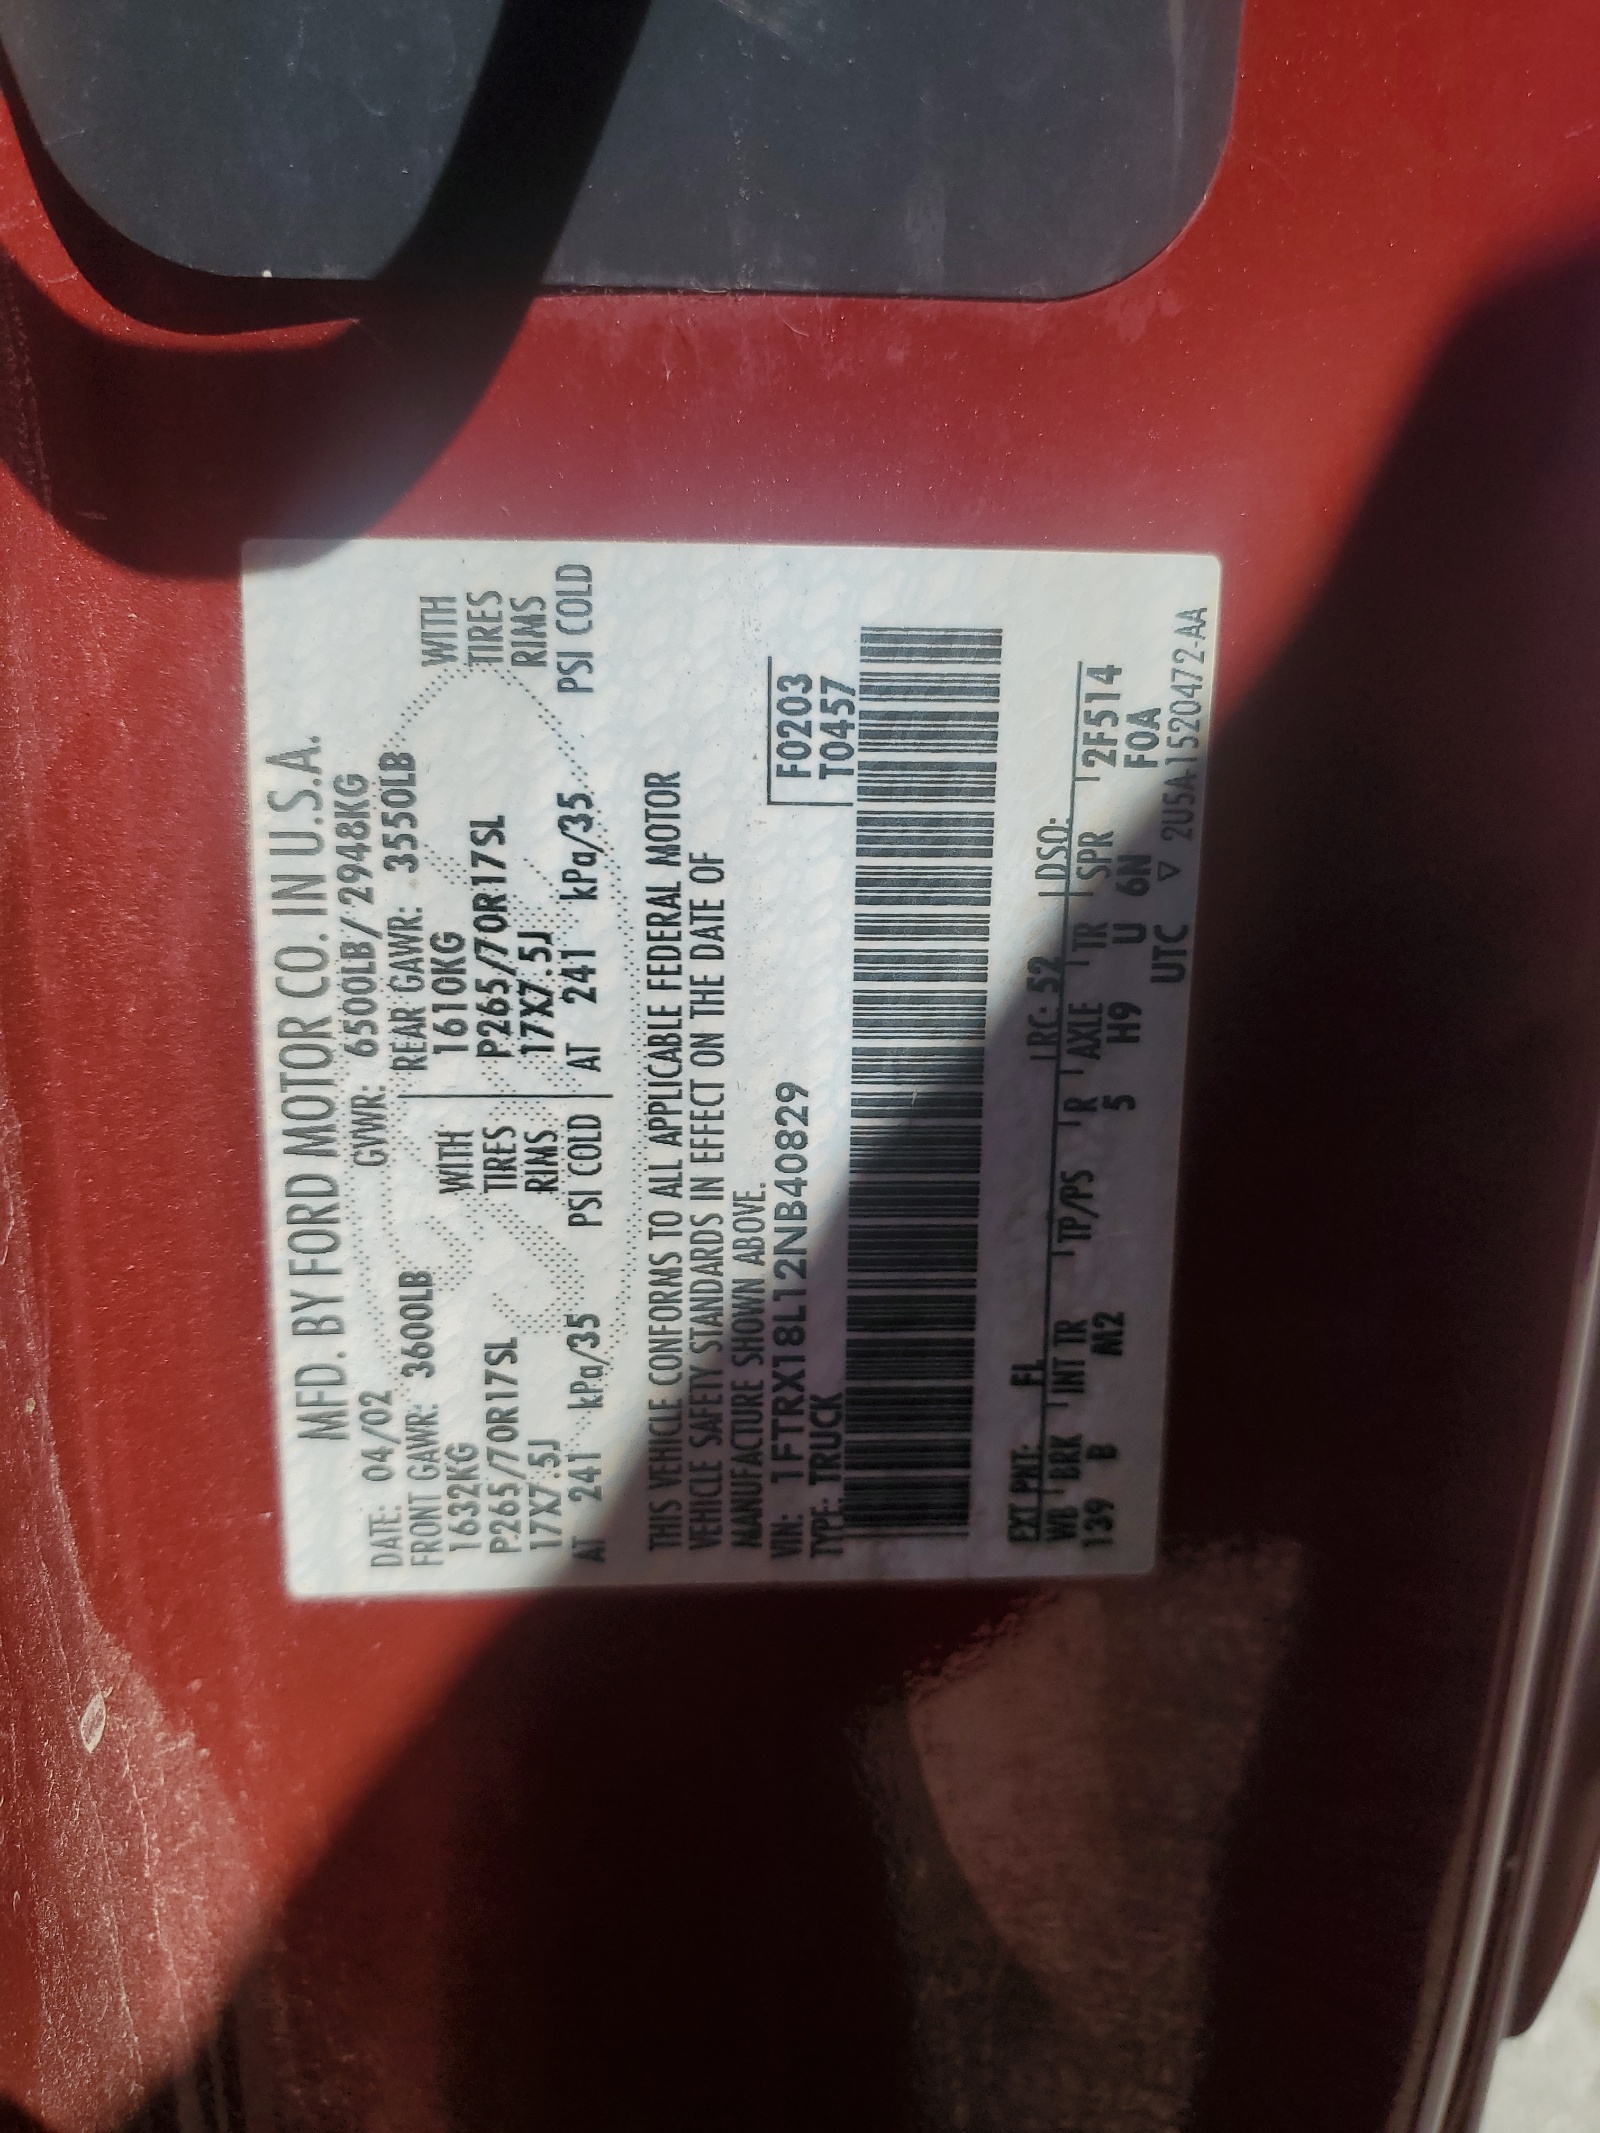 MFD. BY FORD MOTOR CO. IN U.S.A.
DATE: 04/02 GVWR: 6500LB/2948KG
FRONT GAWR: 3600LB REAR GAWR: 3550LB
1632KG WITH 1610KG WITH
P265/70R17SL TIRES P265/70R17SL TIRES
17X7.5J RIMS 17X7.5J RIMS
AT 241 kPa/35 PSI COLD AT 241 kPa/35 PSI COLD
THIS VEHICLE CONFORMS TO ALL APPLICABLE FEDERAL MOTOR
VEHICLE SAFETY STANDARDS IN EFFECT ON THE DATE OF
MANUFACTURE SHOWN ABOVE.
VIN: 1FTRX18L12NB40829 F0203
TYPE: TRUCK T0457
EXT PNT: FL RC: 52 DSO:
WB BRK INT TR TP/PS R AXLE TR SPR 2F514
139 B M2 5 H9 U 6N F0A
UTC ▽ 2U5A-1520472-AA